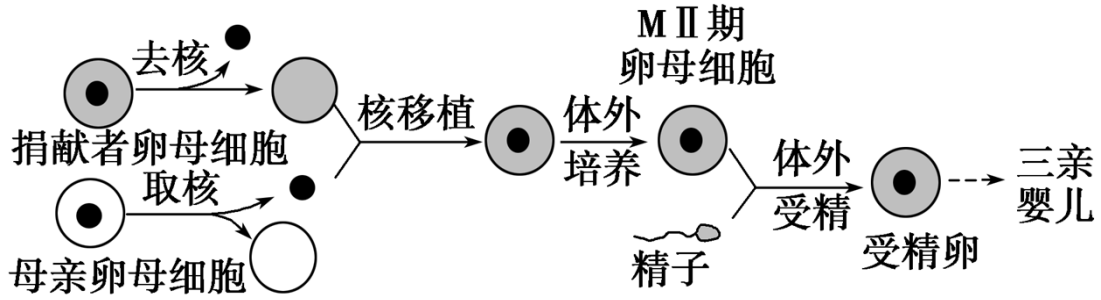 去核
捐献者卵母细胞
取核
母亲卵母细胞
核移植
体外
培养
MⅡ期
卵母细胞
精子
体外
受精
受精卵
三亲
婴儿